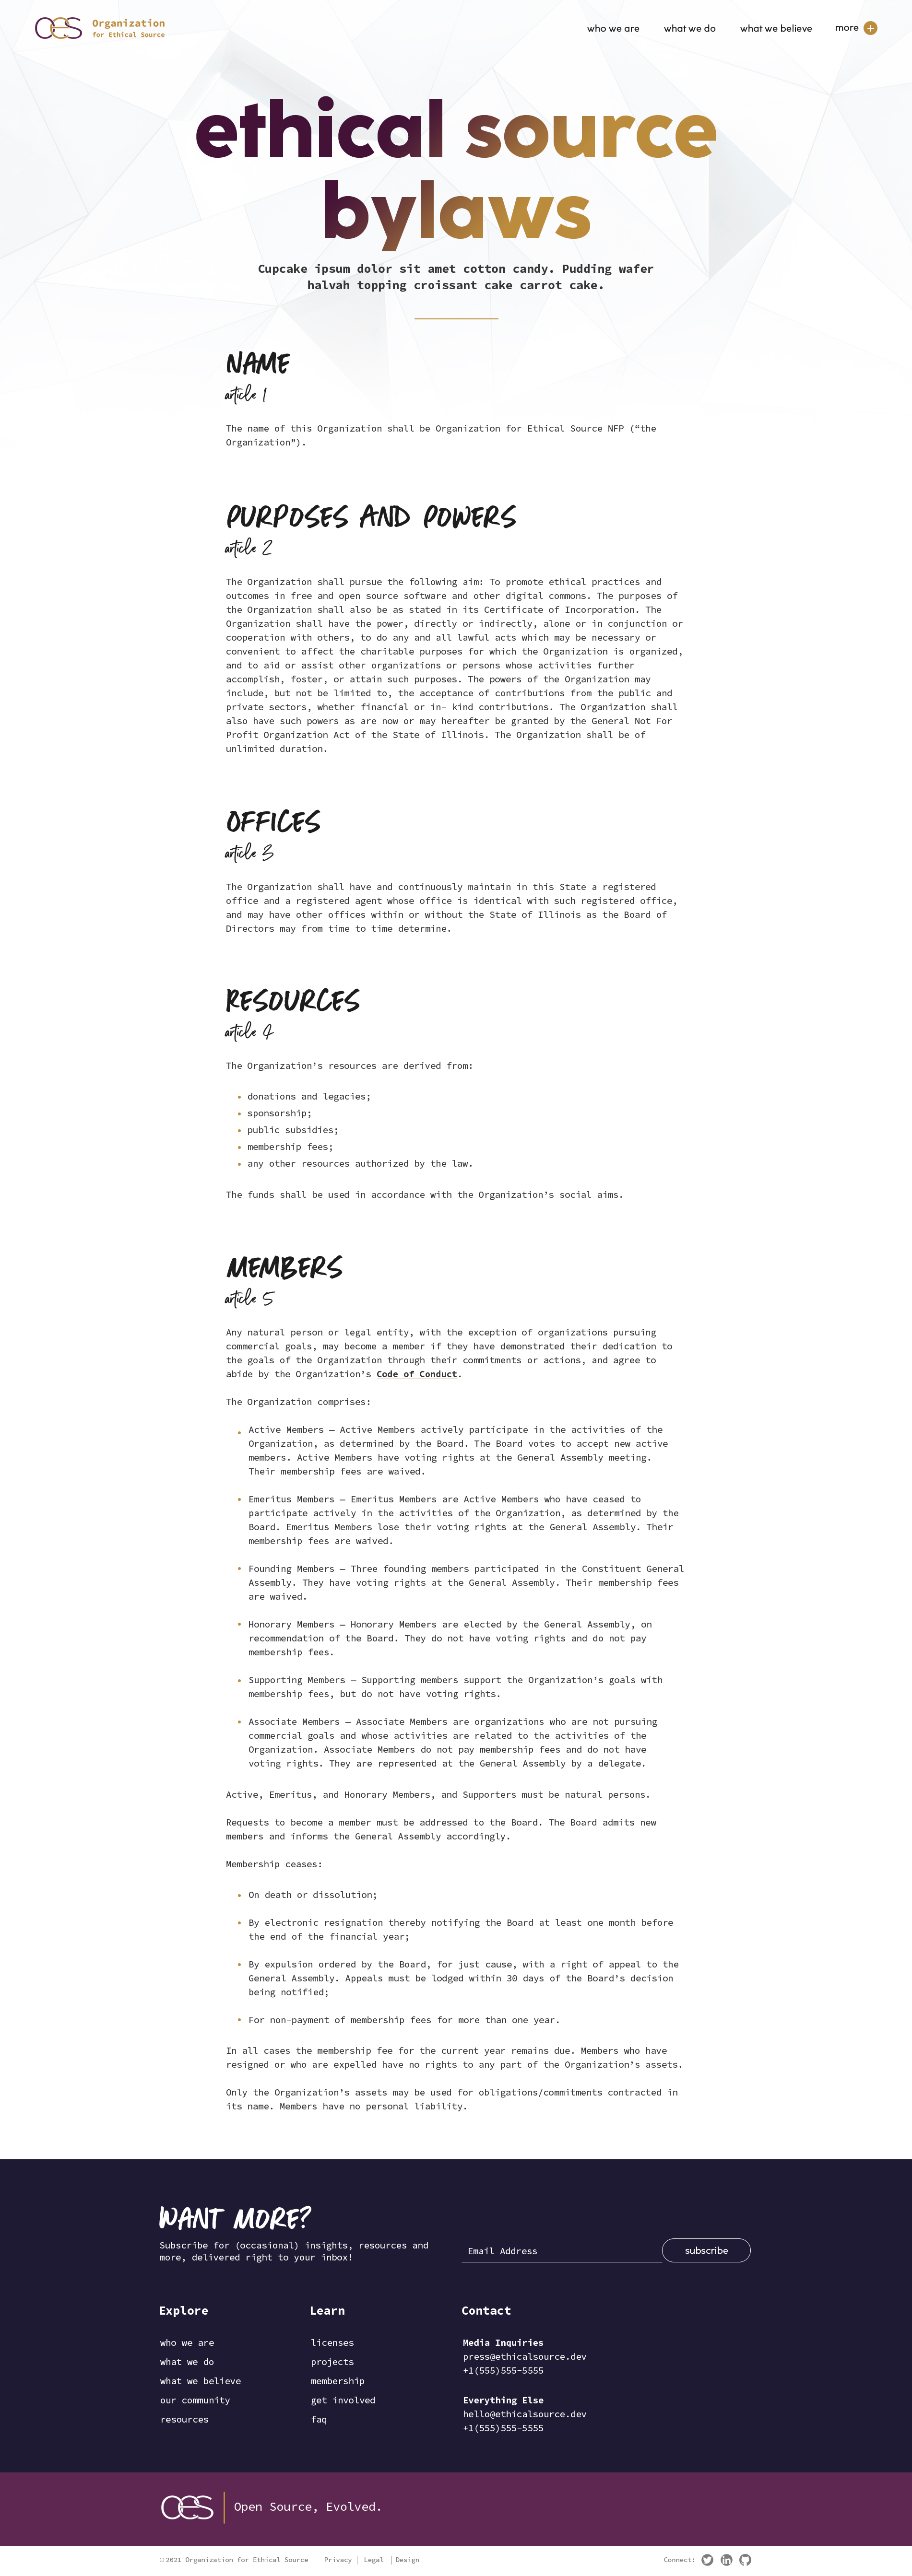 OES Organization
for Ethical Source
who we are what we do what we believe more +
ethical source
bylaws
Cupcake ipsum dolor sit amet cotton candy. Pudding wafer
halvah topping croissant cake carrot cake.
NAME
article 1
The name of this Organization shall be Organization for Ethical Source NFP (“the
Organization”).
PURPOSES AND POWERS
article 2
The Organization shall pursue the following aim: To promote ethical practices and
outcomes in free and open source software and other digital commons. The purposes of
the Organization shall also be as stated in its Certificate of Incorporation. The
Organization shall have the power, directly or indirectly, alone or in conjunction or
cooperation with others, to do any and all lawful acts which may be necessary or
convenient to affect the charitable purposes for which the Organization is organized,
and to aid or assist other organizations or persons whose activities further
accomplish, foster, or attain such purposes. The powers of the Organization may
include, but not be limited to, the acceptance of contributions from the public and
private sectors, whether financial or in- kind contributions. The Organization shall
also have such powers as are now or may hereafter be granted by the General Not For
Profit Organization Act of the State of Illinois. The Organization shall be of
unlimited duration.
OFFICES
article 3
The Organization shall have and continuously maintain in this State a registered
office and a registered agent whose office is identical with such registered office,
and may have other offices within or without the State of Illinois as the Board of
Directors may from time to time determine.
RESOURCES
article 4
The Organization’s resources are derived from:
• donations and legacies;
• sponsorship;
• public subsidies;
• membership fees;
• any other resources authorized by the law.
The funds shall be used in accordance with the Organization’s social aims.
MEMBERS
article 5
Any natural person or legal entity, with the exception of organizations pursuing
commercial goals, may become a member if they have demonstrated their dedication to
the goals of the Organization through their commitments or actions, and agree to
abide by the Organization’s Code of Conduct.
The Organization comprises:
• Active Members — Active Members actively participate in the activities of the
Organization, as determined by the Board. The Board votes to accept new active
members. Active Members have voting rights at the General Assembly meeting.
Their membership fees are waived.
• Emeritus Members — Emeritus Members are Active Members who have ceased to
participate actively in the activities of the Organization, as determined by the
Board. Emeritus Members lose their voting rights at the General Assembly. Their
membership fees are waived.
• Founding Members — Three founding members participated in the Constituent General
Assembly. They have voting rights at the General Assembly. Their membership fees
are waived.
• Honorary Members — Honorary Members are elected by the General Assembly, on
recommendation of the Board. They do not have voting rights and do not pay
membership fees.
• Supporting Members — Supporting members support the Organization’s goals with
membership fees, but do not have voting rights.
• Associate Members — Associate Members are organizations who are not pursuing
commercial goals and whose activities are related to the activities of the
Organization. Associate Members do not pay membership fees and do not have
voting rights. They are represented at the General Assembly by a delegate.
Active, Emeritus, and Honorary Members, and Supporters must be natural persons.
Requests to become a member must be addressed to the Board. The Board admits new
members and informs the General Assembly accordingly.
Membership ceases:
• On death or dissolution;
• By electronic resignation thereby notifying the Board at least one month before
the end of the financial year;
• By expulsion ordered by the Board, for just cause, with a right of appeal to the
General Assembly. Appeals must be lodged within 30 days of the Board’s decision
being notified;
• For non-payment of membership fees for more than one year.
In all cases the membership fee for the current year remains due. Members who have
resigned or who are expelled have no rights to any part of the Organization’s assets.
Only the Organization’s assets may be used for obligations/commitments contracted in
its name. Members have no personal liability.
WANT MORE?
Subscribe for (occasional) insights, resources and
more, delivered right to your inbox!
Email Address subscribe
Explore Learn Contact
who we are
what we do
what we believe
our community
resources
licenses
projects
membership
get involved
faq
Media Inquiries
press@ethicalsource.dev
+1(555)555-5555
Everything Else
hello@ethicalsource.dev
+1(555)555-5555
OES Open Source, Evolved.
© 2021 Organization for Ethical Source Privacy | Legal | Design Connect: